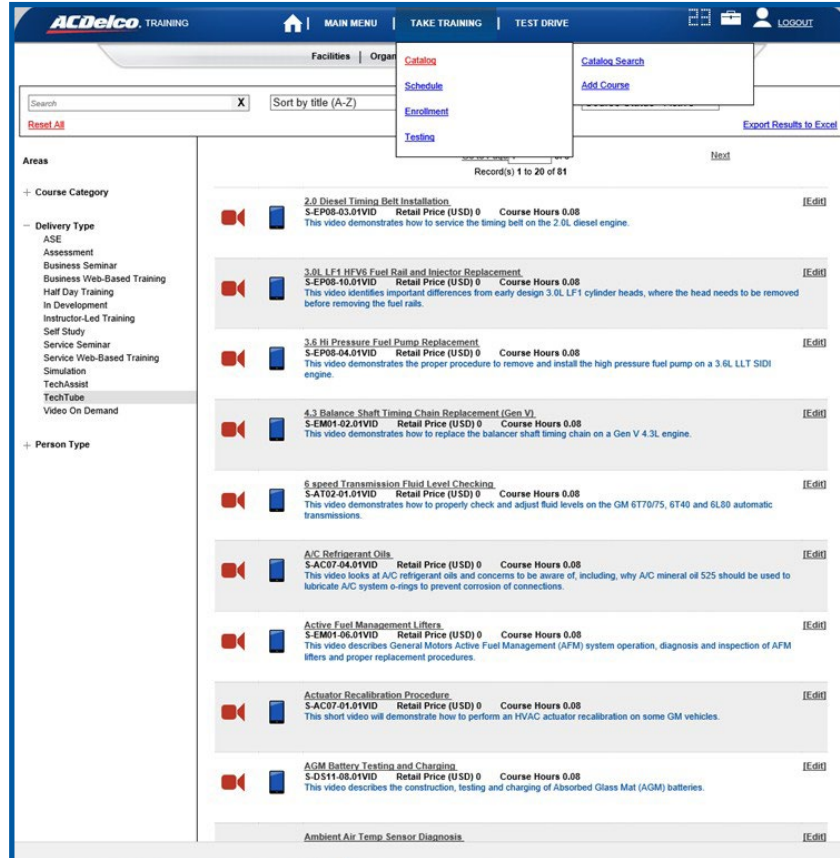 ACDelco. TRAINING
MAIN MENU | TAKE TRAINING | TEST DRIVE
LOGOUT
Facilities | Organ
Catalog
Catalog Search
Schedule
Add Course
Enrollment
Testing
Search X
Sort by title (A-Z)
Reset All
Export Results to Excel
Areas
Next
Record(s) 1 to 20 of 81
+ Course Category
− Delivery Type
ASE
Assessment
Business Seminar
Business Web-Based Training
Half Day Training
In Development
Instructor-Led Training
Self Study
Service Seminar
Service Web-Based Training
Simulation
TechAssist
TechTube
Video On Demand
+ Person Type
2.0 Diesel Timing Belt Installation [Edit]
S-EP08-03.01VID Retail Price (USD) 0 Course Hours 0.08
This video demonstrates how to service the timing belt on the 2.0L diesel engine.
3.0L LF1 HFV6 Fuel Rail and Injector Replacement [Edit]
S-EP08-10.01VID Retail Price (USD) 0 Course Hours 0.08
This video identifies important differences from early design 3.0L LF1 cylinder heads, where the head needs to be removed
before removing the fuel rails.
3.6 Hi Pressure Fuel Pump Replacement [Edit]
S-EP08-04.01VID Retail Price (USD) 0 Course Hours 0.08
This video demonstrates the proper procedure to remove and install the high pressure fuel pump on a 3.6L LLT SIDI
engine.
4.3 Balance Shaft Timing Chain Replacement (Gen V) [Edit]
S-EM01-02.01VID Retail Price (USD) 0 Course Hours 0.08
This video demonstrates how to replace the balancer shaft timing chain on a Gen V 4.3L engine.
6 speed Transmission Fluid Level Checking [Edit]
S-AT02-01.01VID Retail Price (USD) 0 Course Hours 0.08
This video demonstrates how to properly check and adjust fluid levels on the GM 6T70/75, 6T40 and 6L80 automatic
transmissions.
A/C Refrigerant Oils [Edit]
S-AC07-04.01VID Retail Price (USD) 0 Course Hours 0.08
This video looks at A/C refrigerant oils and concerns to be aware of, including, why A/C mineral oil 525 should be used to
lubricate A/C system o-rings to prevent corrosion of connections.
Active Fuel Management Lifters [Edit]
S-EM01-06.01VID Retail Price (USD) 0 Course Hours 0.08
This video describes General Motors Active Fuel Management (AFM) system operation, diagnosis and inspection of AFM
lifters and proper replacement procedures.
Actuator Recalibration Procedure [Edit]
S-AC07-01.01VID Retail Price (USD) 0 Course Hours 0.08
This short video will demonstrate how to perform an HVAC actuator recalibration on some GM vehicles.
AGM Battery Testing and Charging [Edit]
S-DS11-08.01VID Retail Price (USD) 0 Course Hours 0.08
This video describes the construction, testing and charging of Absorbed Glass Mat (AGM) batteries.
Ambient Air Temp Sensor Diagnosis [Edit]